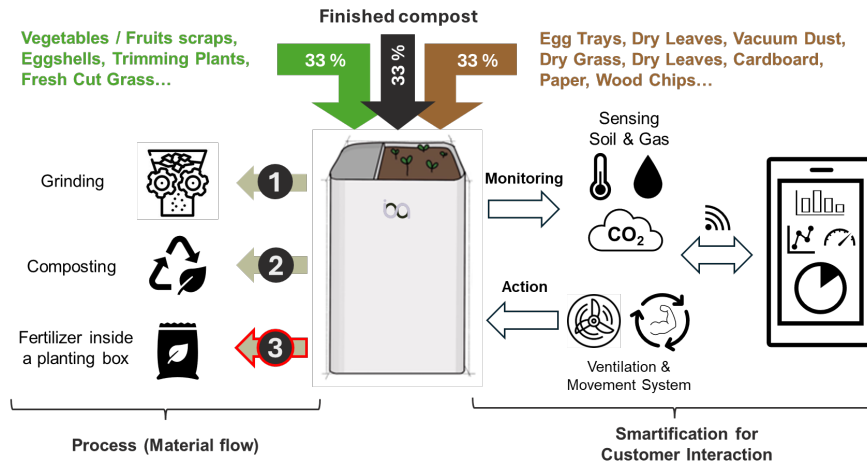 Finished compost
Vegetables / Fruits scraps,
Eggshells, Trimming Plants,
Fresh Cut Grass...
33 %
33 %
33 %
Egg Trays, Dry Leaves, Vacuum Dust,
Dry Grass, Dry Leaves, Cardboard,
Paper, Wood Chips...
Grinding
1
Composting
2
Fertilizer inside
a planting box
3
Monitoring
Action
Sensing
Soil & Gas
CO2
Ventilation &
Movement System
Process (Material flow)
Smartification for
Customer Interaction